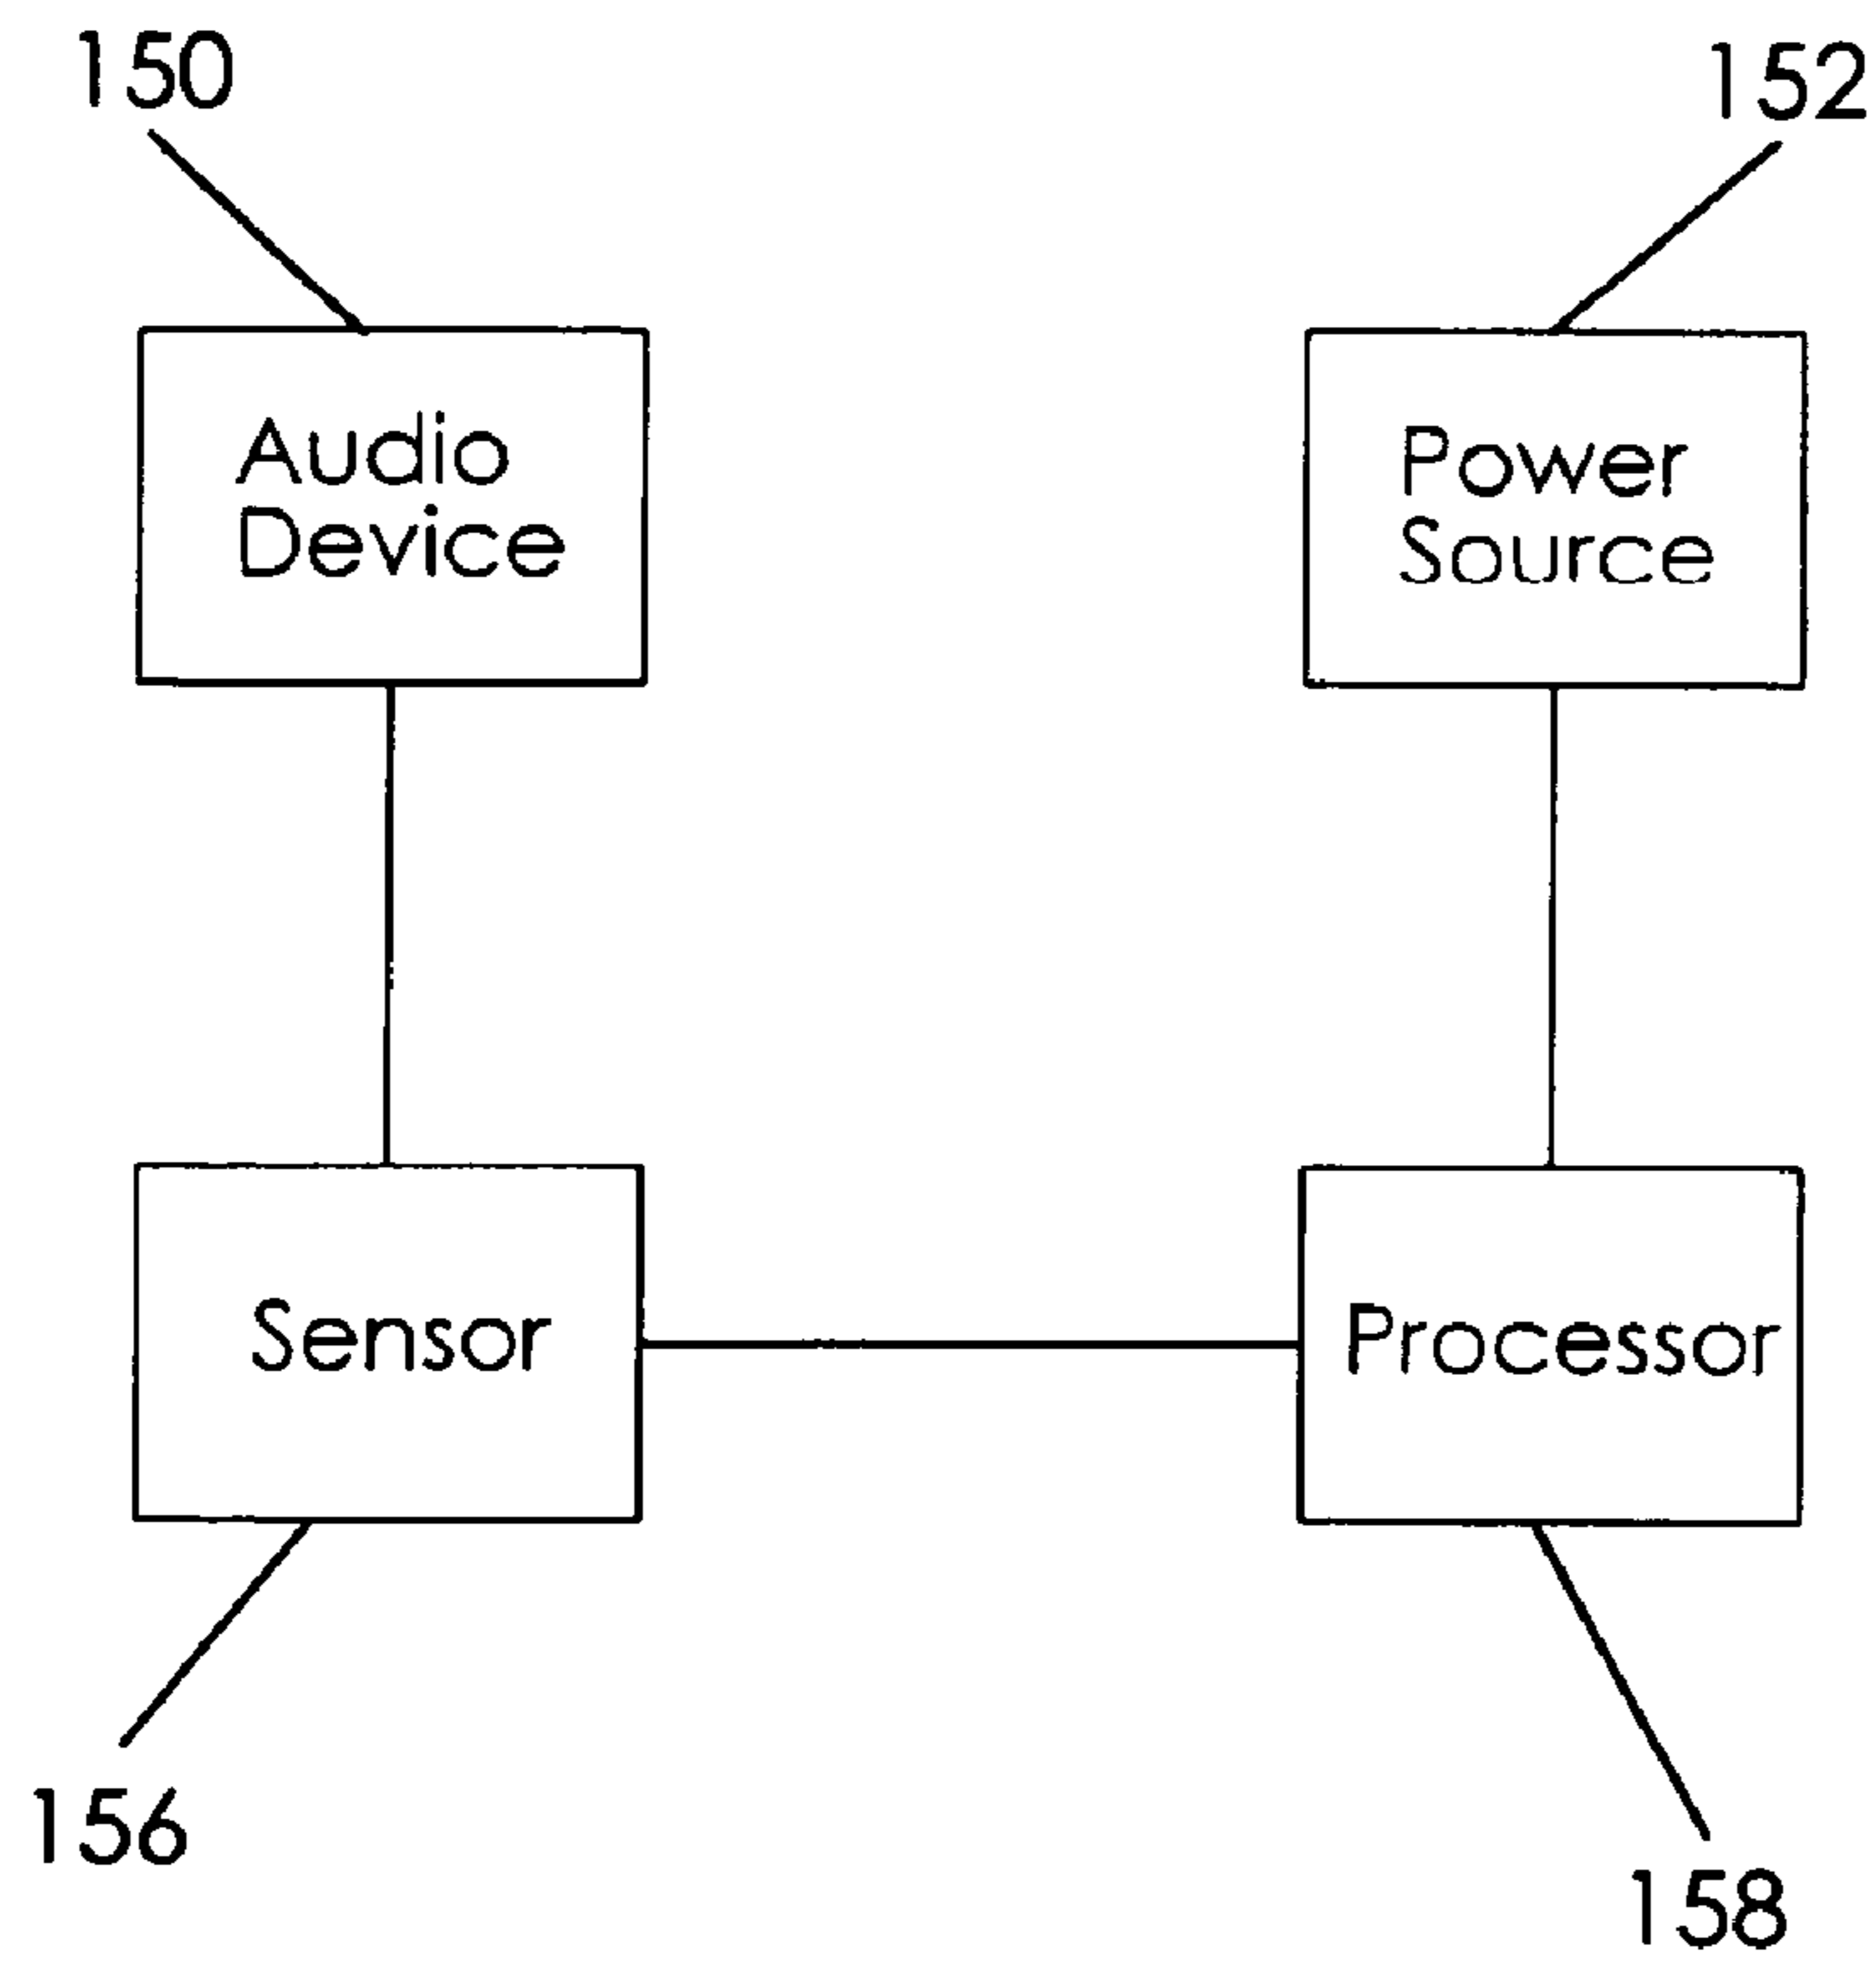 150
152
Audio
Device
Power
Source
Sensor
Processor
156
158